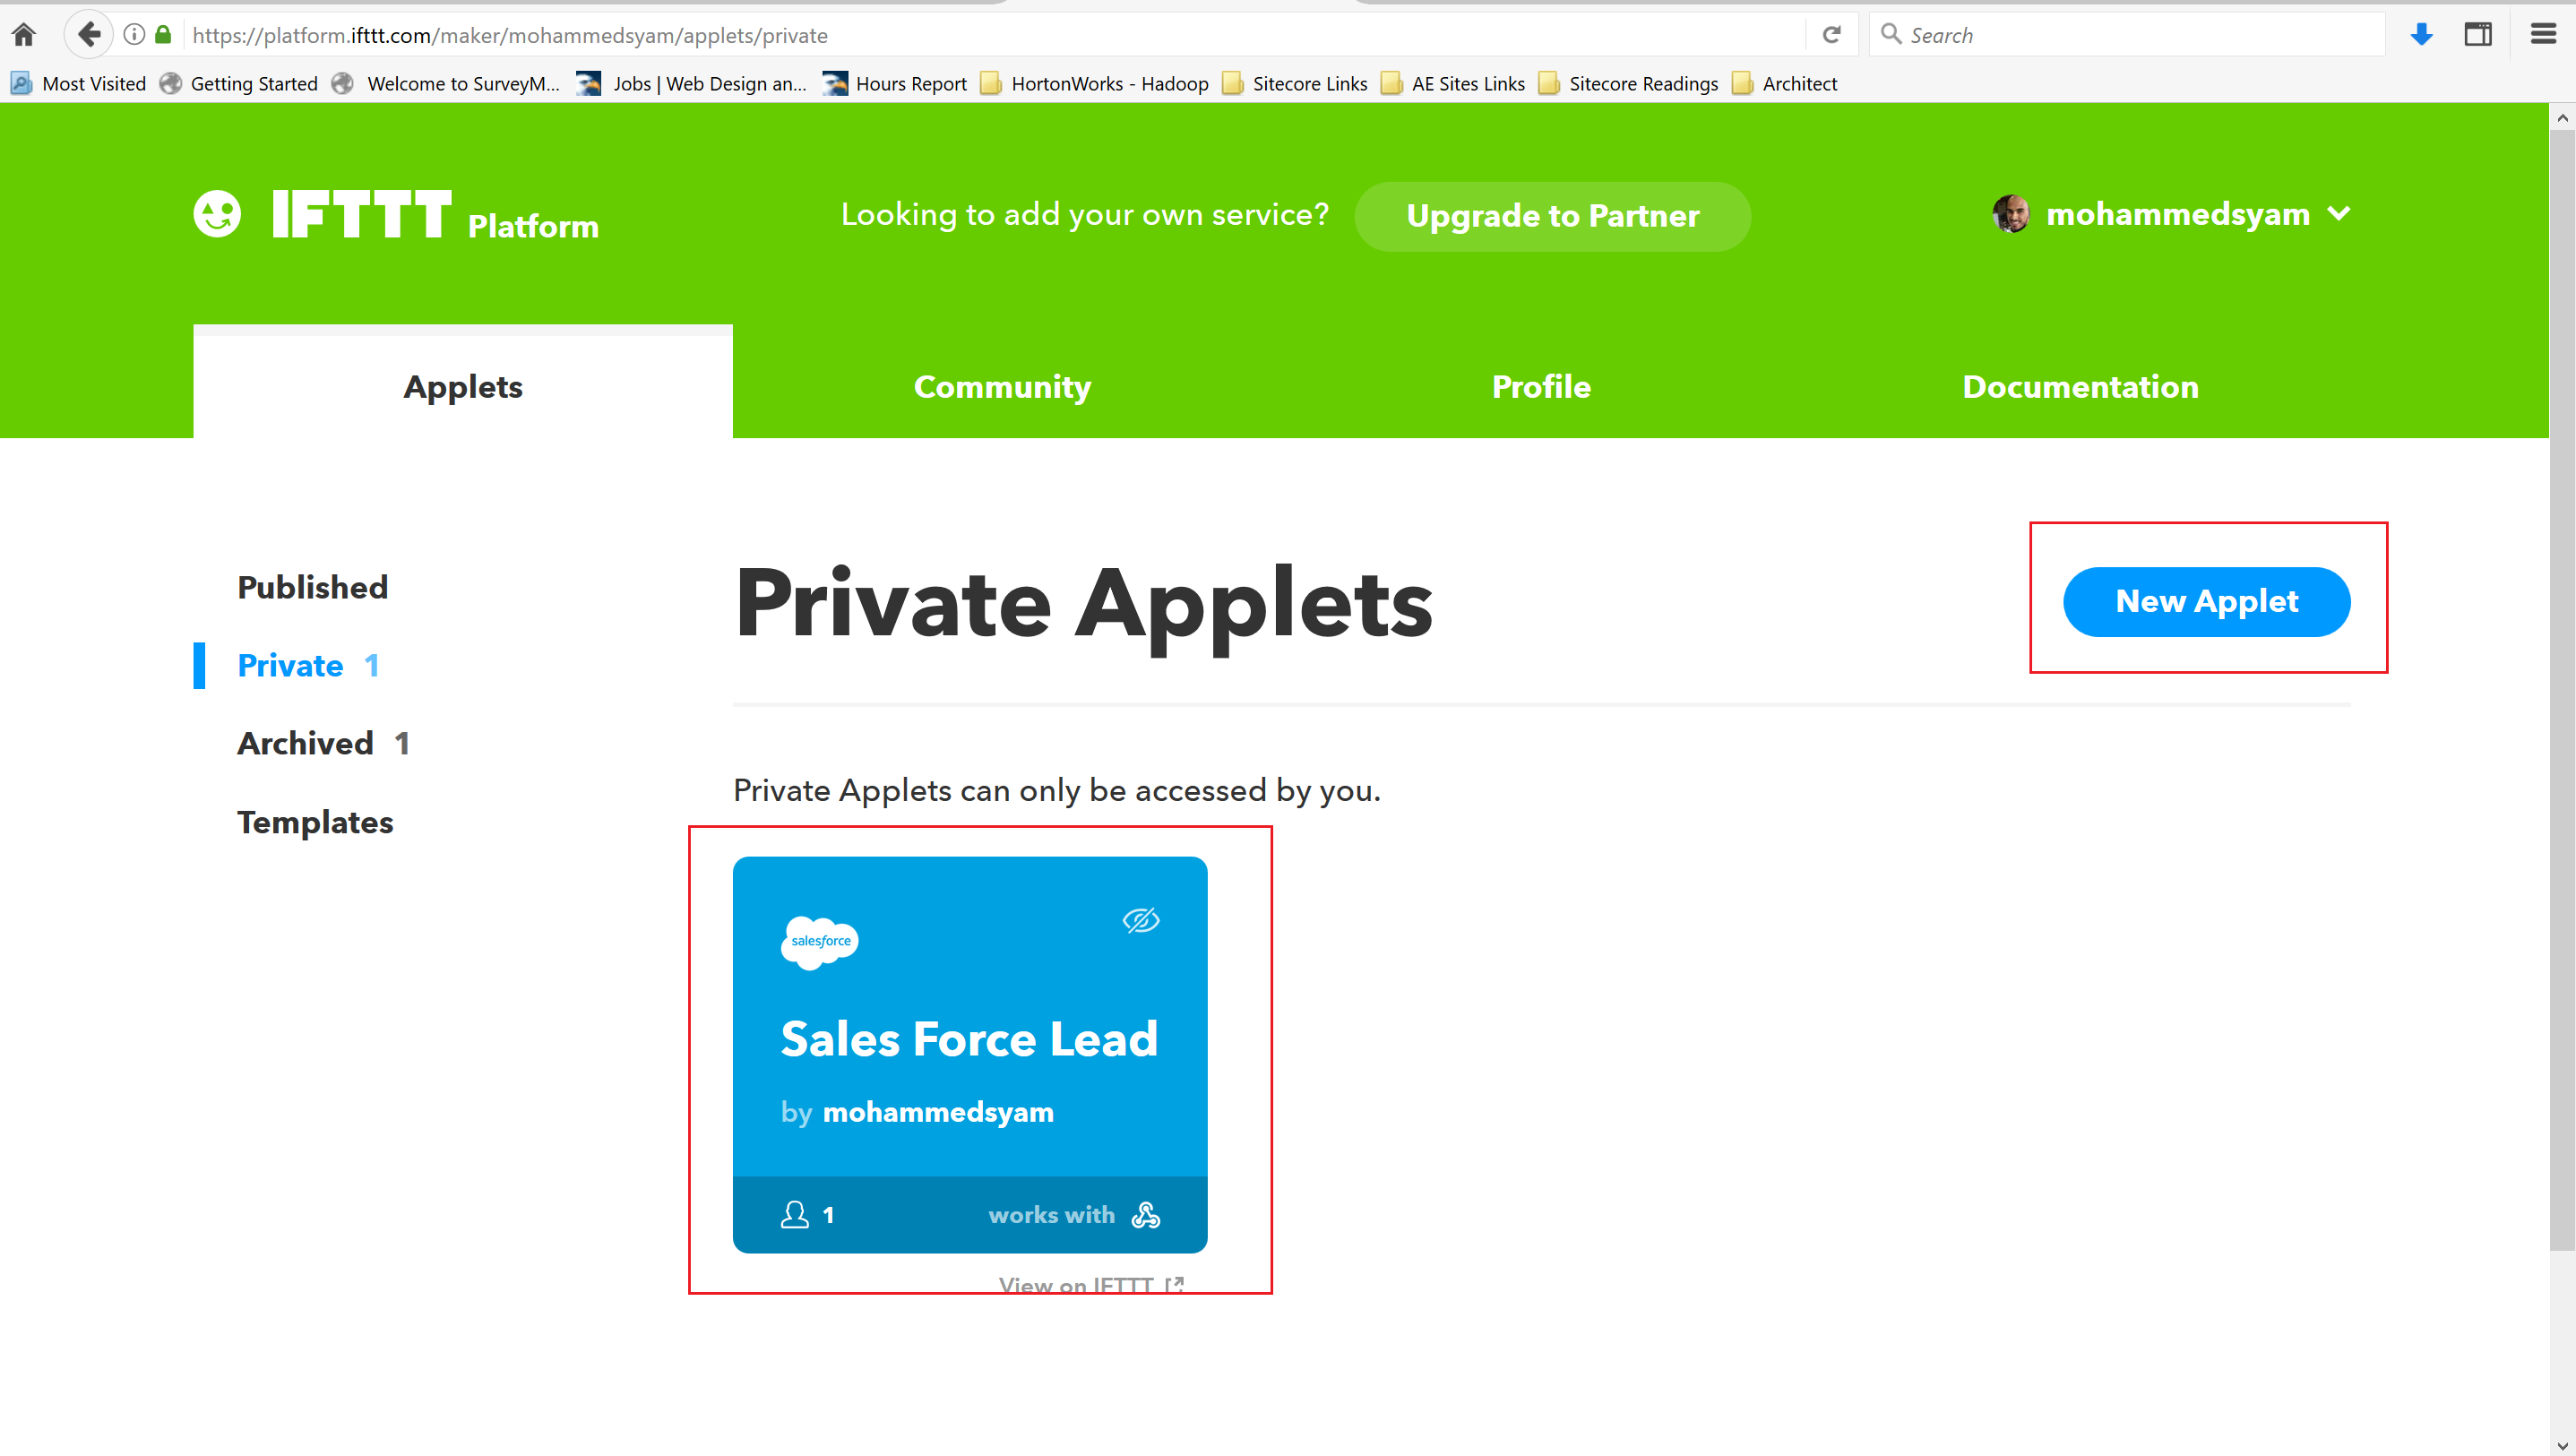 https://platform.ifttt.com/maker/mohammedsyam/applets/private
Search
Most Visited Getting Started Welcome to SurveyM... Jobs | Web Design an... Hours Report HortonWorks - Hadoop Sitecore Links AE Sites Links Sitecore Readings Architect
IFTTT Platform
Looking to add your own service? Upgrade to Partner
mohammedsyam
Applets Community Profile Documentation
Published
Private 1
Archived 1
Templates
Private Applets
New Applet
Private Applets can only be accessed by you.
salesforce
Sales Force Lead
by mohammedsyam
1 works with
View on IFTTT